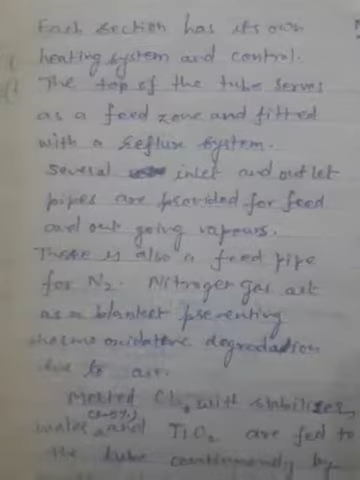 Each section has its own
heating system and control.
The top of the tube serves
as a feed zone and fitted
with a reflux system.
Several inlet and outlet
pipes are provided for feed
and out going vapours.
There is also a feed pipe
for N2. Nitrogen gas act
as a blanket preventing
thermo oxidative degradation
due to air.
Melted with stabilizer,
water and TiO2 are fed to
the tube continuously by